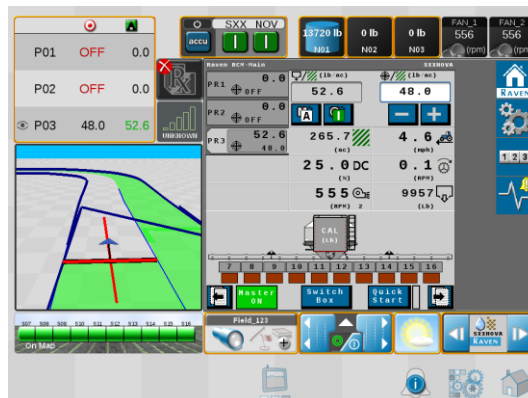 SXX NOV
accu
13720 lb
N01
0 lb
N02
0 lb
N03
FAN_1
556
(rpm)
FAN_2
556
(rpm)
P01 OFF 0.0
P02 OFF 0.0
P03 48.0 52.6
UNKNOWN
Raven RCM-Main SXXNOVA
PR1 0.0
OFF
PR2 0.0
OFF
PR3 52.6
48.0
(lb/ac) (lb/ac)
52.6 48.0
A 1
265.7 4.6
(ac) (mph)
25.0 DC 0.1
(%) (RPM)
555 9957
(RPM) 2 (Lb)
CAL
(Lb)
7 8 9 10 11 12 13 14 15 16
Master
ON
Switch
Box
Quick
Start
RAVEN
1 2 3
S07 S08 S09 S10 S11 S12 S13 S14 S15 S16
On Map
Field_123
SXXNOVA
RAVEN